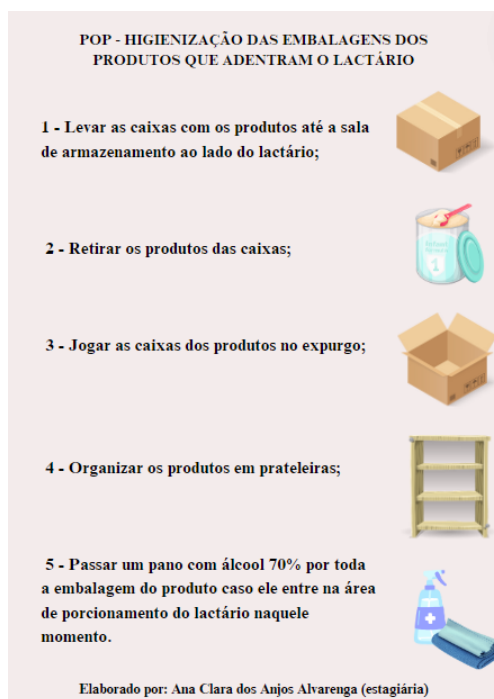 POP - HIGIENIZAÇÃO DAS EMBALAGENS DOS
PRODUTOS QUE ADENTRAM O LACTÁRIO
1 - Levar as caixas com os produtos até a sala
de armazenamento ao lado do lactário;
2 - Retirar os produtos das caixas;
3 - Jogar as caixas dos produtos no expurgo;
4 - Organizar os produtos em prateleiras;
5 - Passar um pano com álcool 70% por toda
a embalagem do produto caso ele entre na área
de porcionamento do lactário naquele
momento.
Elaborado por: Ana Clara dos Anjos Alvarenga (estagiária)